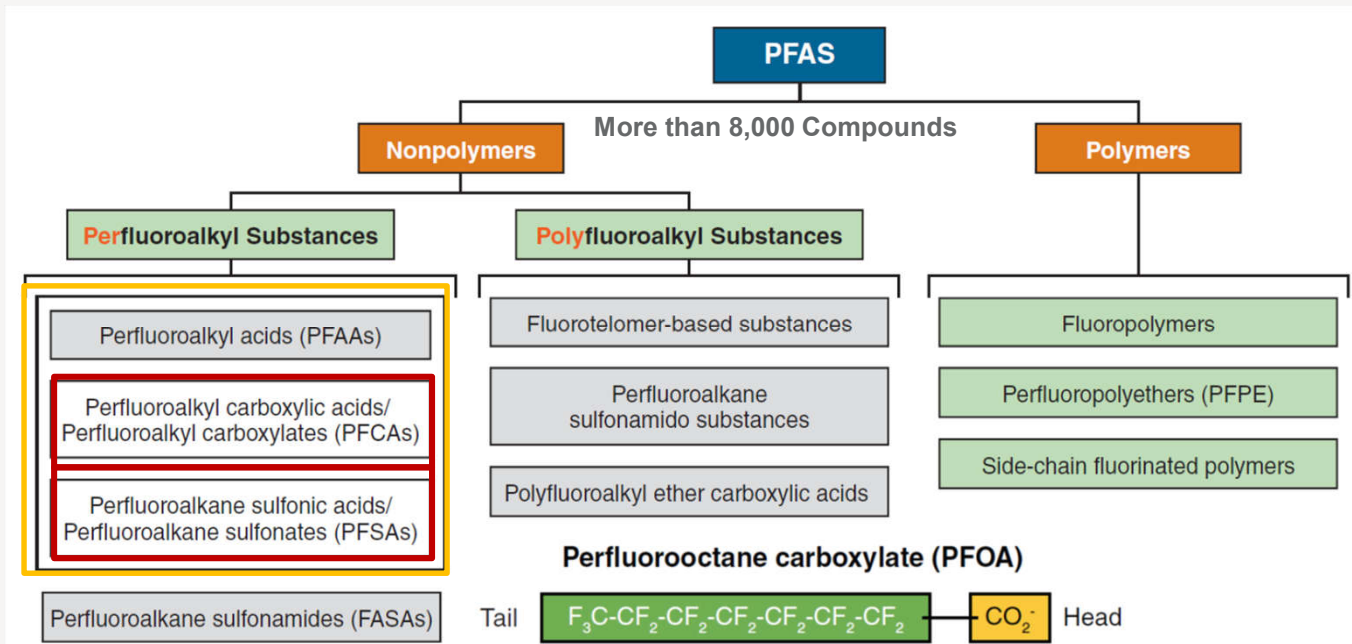 PFAS
More than 8,000 Compounds
Nonpolymers
Polymers
Perfluoroalkyl Substances
Polyfluoroalkyl Substances
Perfluoroalkyl acids (PFAAs)
Perfluoroalkyl carboxylic acids/
Perfluoroalkyl carboxylates (PFCAs)
Perfluoroalkane sulfonic acids/
Perfluoroalkane sulfonates (PFSAs)
Perfluoroalkane sulfonamides (FASAs)
Fluorotelomer-based substances
Perfluoroalkane
sulfonamido substances
Polyfluoroalkyl ether carboxylic acids
Fluoropolymers
Perfluoropolyethers (PFPE)
Side-chain fluorinated polymers
Perfluorooctane carboxylate (PFOA)
Tail F₃C-CF₂-CF₂-CF₂-CF₂-CF₂-CF₂ CO₂⁻ Head